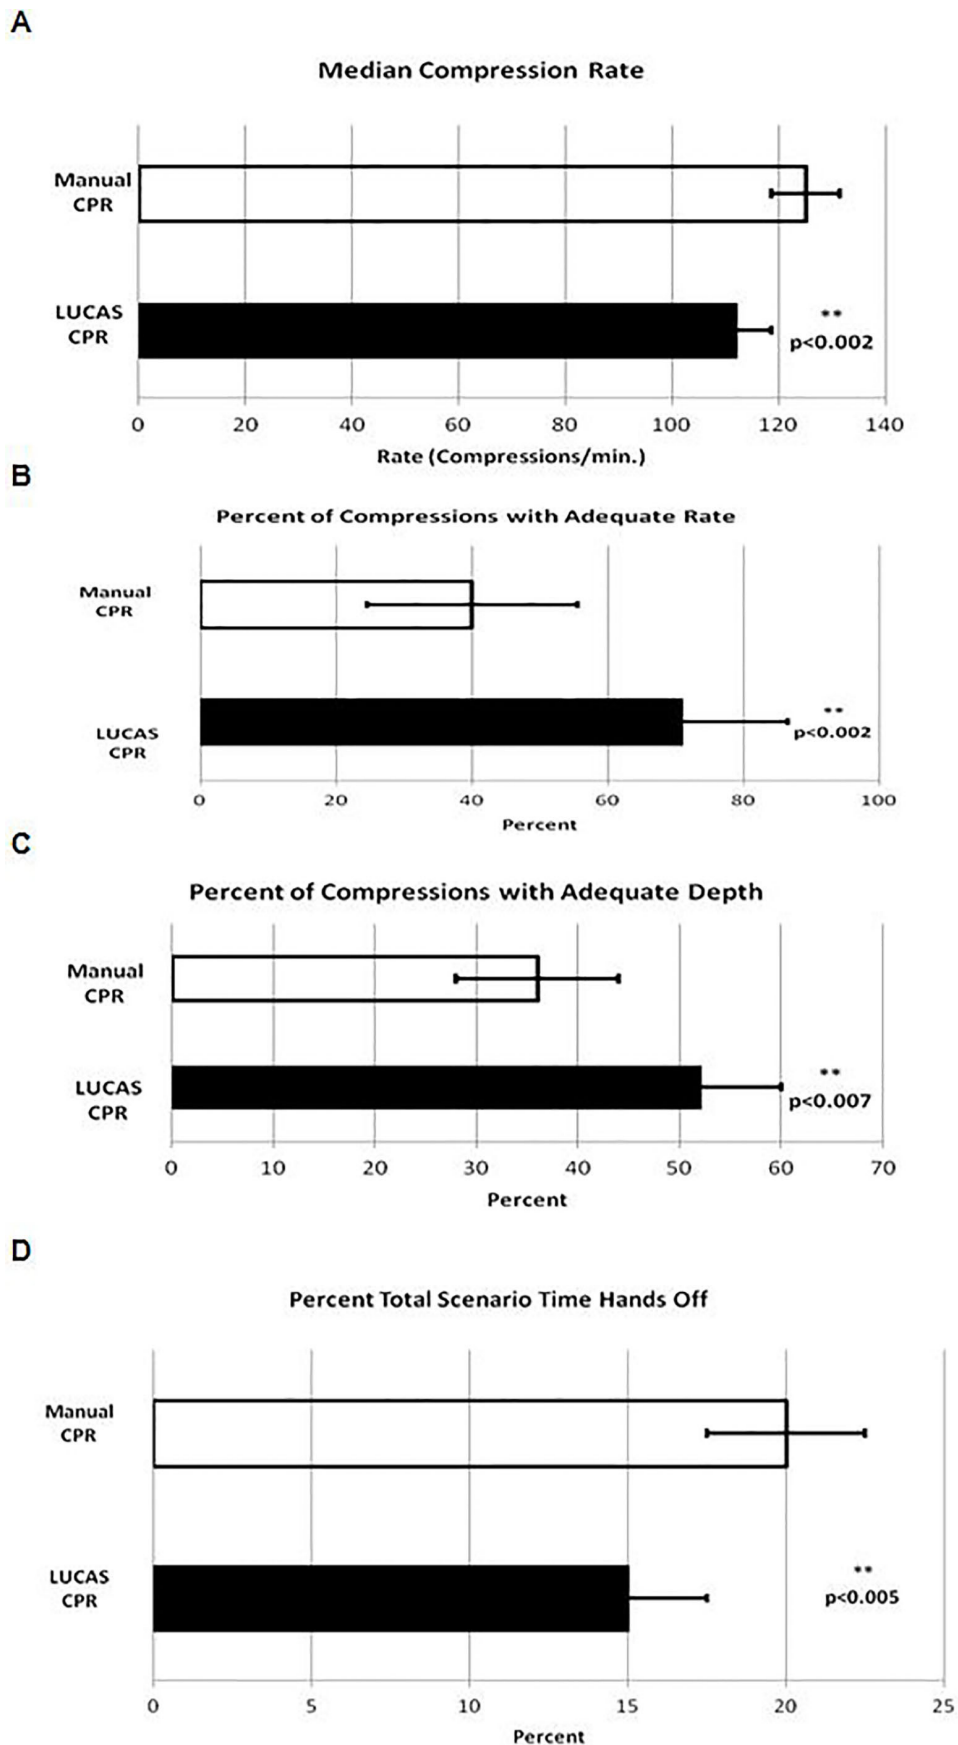 A
Median Compression Rate
Manual
CPR
LUCAS
CPR
**
p<0.002
0 20 40 60 80 100 120 140
Rate (Compressions/min.)
B
Percent of Compressions with Adequate Rate
Manual
CPR
LUCAS
CPR
**
p<0.002
0 20 40 60 80 100
Percent
C
Percent of Compressions with Adequate Depth
Manual
CPR
LUCAS
CPR
**
p<0.007
0 10 20 30 40 50 60 70
Percent
D
Percent Total Scenario Time Hands Off
Manual
CPR
LUCAS
CPR
**
p<0.005
0 5 10 15 20 25
Percent